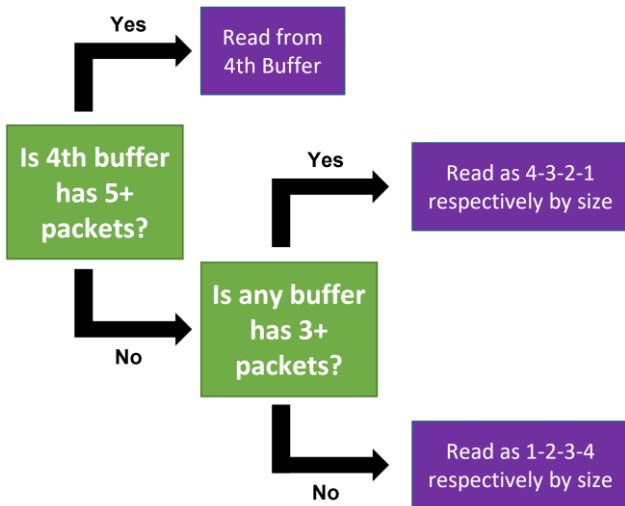 Yes
Read from
4th Buffer
Is 4th buffer
has 5+
packets?
Yes
Read as 4-3-2-1
respectively by size
No
Is any buffer
has 3+
packets?
No
Read as 1-2-3-4
respectively by size